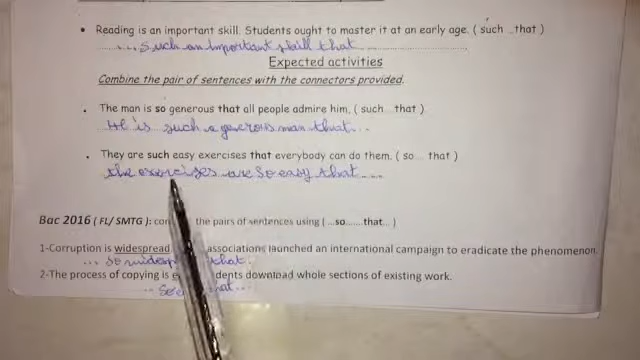 • Reading is an important skill. Students ought to master it at an early age. ( such ...that )
.... such an important skill that ....
Expected activities
Combine the pair of sentences with the connectors provided.
. The man is so generous that all people admire him. ( such ... that )
He is such a generous man that...
. They are such easy exercises that everybody can do them. ( so.... that )
the exercises are so easy that .....
Bac 2016 ( FL/ SMTG ): the pairs of sentences using ( ...so.......that... )
1-Corruption is widespread. associations launched an international campaign to eradicate the phenomenon.
... so that.
2-The process of copying is download whole sections of existing work.
that...